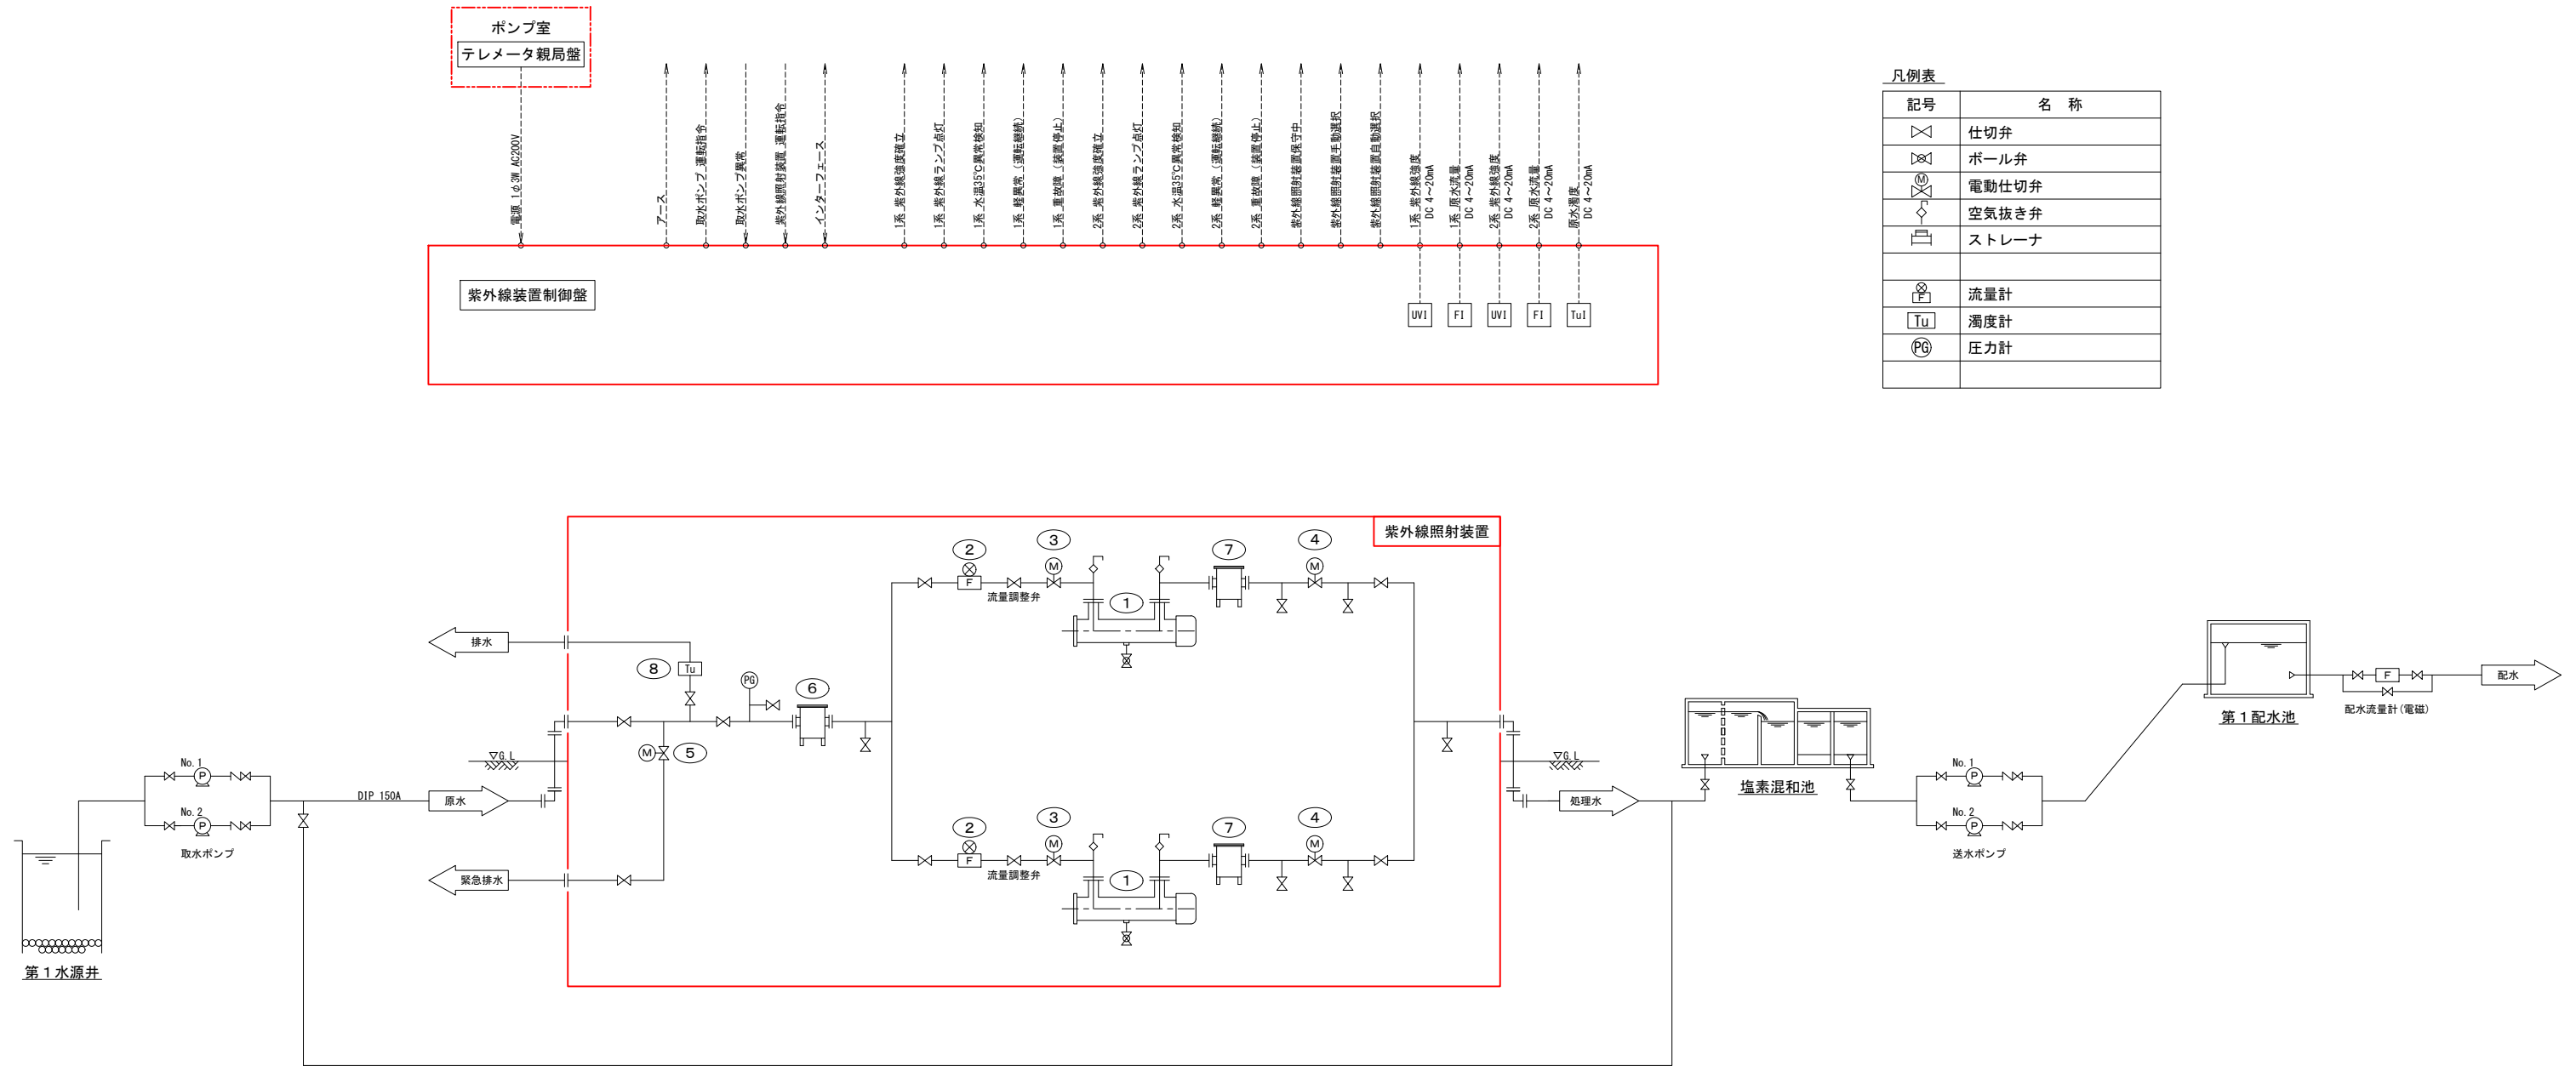 ポンプ室
テレメータ親局盤
電源 1φ3W AC200V
アース
取水ポンプ 運転指令
取水ポンプ異常
紫外線照射装置 運転指令
インターフェース
1系 紫外線強度確立
1系 紫外線ランプ点灯
1系 水温35℃異常検知
1系 軽異常（運転継続）
1系 重故障（装置停止）
2系 紫外線強度確立
2系 紫外線ランプ点灯
2系 水温35℃異常検知
2系 軽異常（運転継続）
2系 重故障（装置停止）
紫外線照射装置保守中
紫外線照射装置手動選択
紫外線照射装置自動選択
1系 紫外線強度
DC 4～20mA
1系 原水流量
DC 4～20mA
2系 紫外線強度
DC 4～20mA
2系 原水流量
DC 4～20mA
原水濁度
DC 4～20mA
紫外線装置制御盤
UVI
FI
UVI
FI
TuI
凡例表
記号 名 称
仕切弁
ボール弁
M 電動仕切弁
空気抜き弁
ストレーナ
F 流量計
Tu 濁度計
PG 圧力計
紫外線照射装置
2
3
7
4
M
M
F
流量調整弁
1
排水
8
Tu
PG
6
M
5
▽G.L
No.1
P
No.2
P
取水ポンプ
DIP 150A
原水
緊急排水
第１水源井
2
3
7
4
M
M
F
流量調整弁
1
▽G.L
処理水
塩素混和池
No.1
P
No.2
P
送水ポンプ
第１配水池
F
配水流量計(電磁)
配水